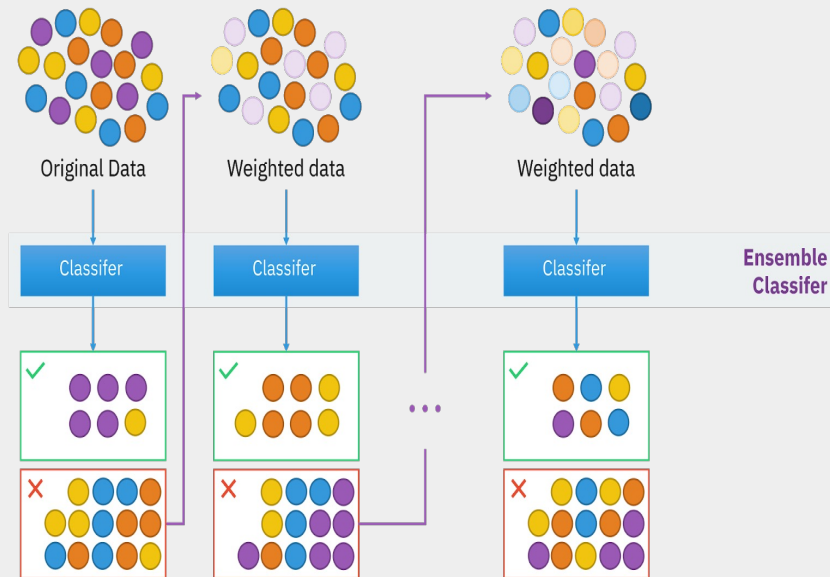 Original Data
Weighted data
Weighted data
Classifer
Classifer
Classifer
Ensemble
Classifer